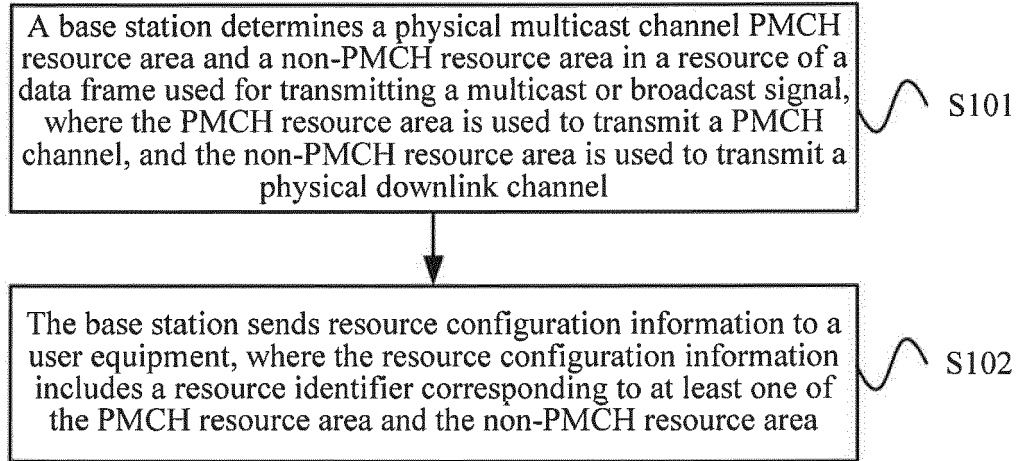 A base station determines a physical multicast channel PMCH
resource area and a non-PMCH resource area in a resource of a
data frame used for transmitting a multicast or broadcast signal,
where the PMCH resource area is used to transmit a PMCH
channel, and the non-PMCH resource area is used to transmit a
physical downlink channel
S101
The base station sends resource configuration information to a
user equipment, where the resource configuration information
includes a resource identifier corresponding to at least one of
the PMCH resource area and the non-PMCH resource area
S102